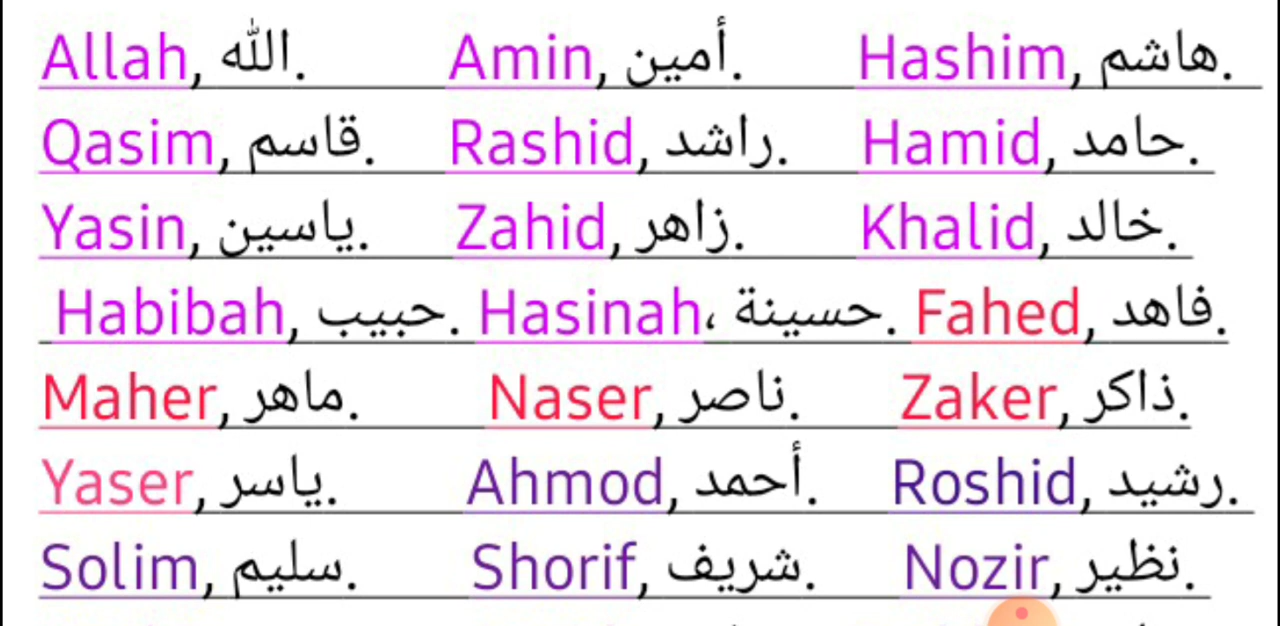 Allah, الله. Amin, أمين. Hashim, هاشم.
Qasim, قاسم. Rashid, راشد. Hamid, حامد.
Yasin, ياسين. Zahid, زاهر. Khalid, خالد.
Habibah, حبيب. Hasinah، حسينة. Fahed, فاهد.
Maher, ماهر. Naser, ناصر. Zaker, ذاكر.
Yaser, ياسر. Ahmod, أحمد. Roshid, رشيد.
Solim, سليم. Shorif, شريف. Nozir, نظير.